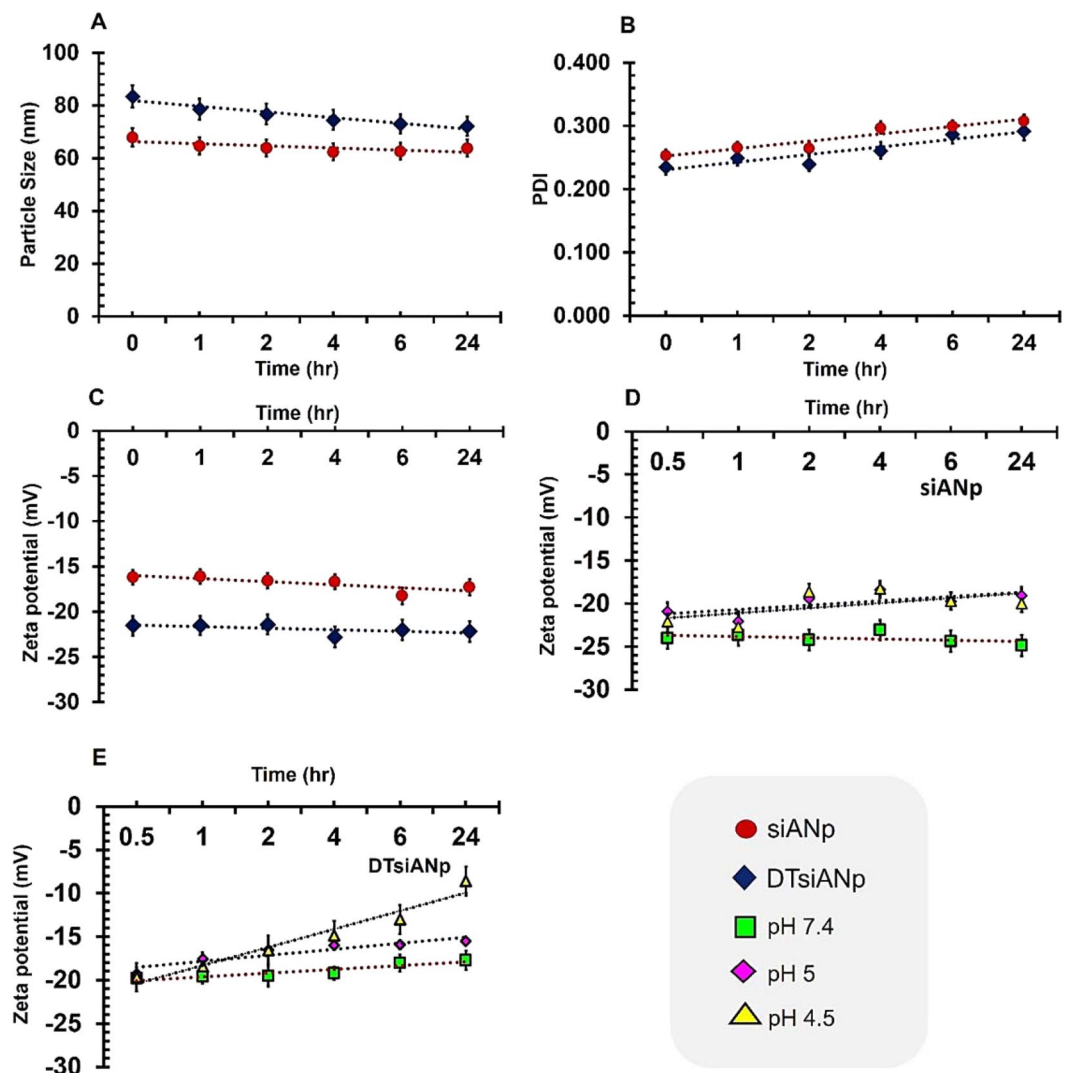 A
100
80
60
40
20
0
Particle Size (nm)
0 1 2 4 6 24
Time (hr)
B
0.400
0.300
0.200
0.100
0.000
PDI
0 1 2 4 6 24
Time (hr)
C
Time (hr)
0
-5
-10
-15
-20
-25
-30
Zeta potential (mV)
0 1 2 4 6 24
D
Time (hr)
0
-5
-10
-15
-20
-25
-30
Zeta potential (mV)
0.5 1 2 4 6 24
siANp
E
Time (hr)
0
-5
-10
-15
-20
-25
-30
Zeta potential (mV)
0.5 1 2 4 6 24
DTsiANp
siANp
DTsiANp
pH 7.4
pH 5
pH 4.5